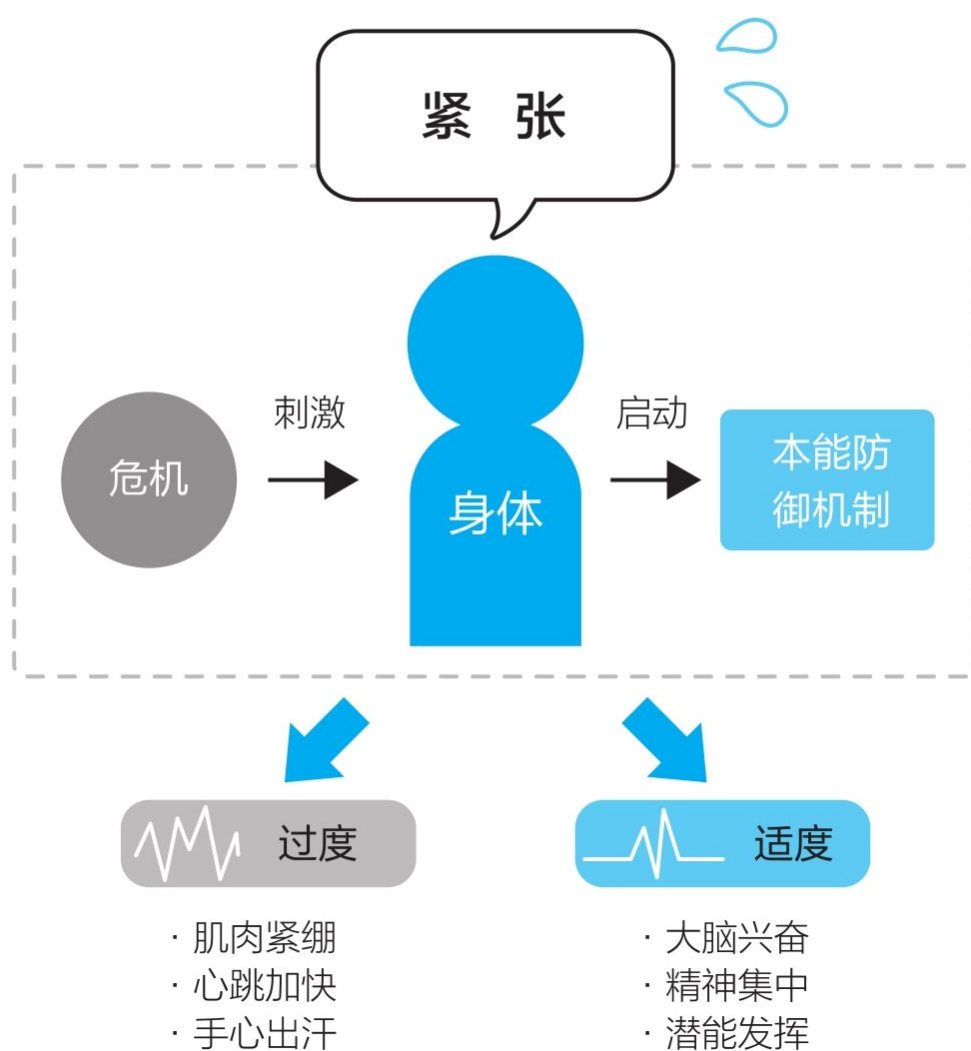 紧 张
刺激
启动
危机
身体
本能防
御机制
过度
适度
· 肌肉紧绷
· 心跳加快
· 手心出汗
· 大脑兴奋
· 精神集中
· 潜能发挥